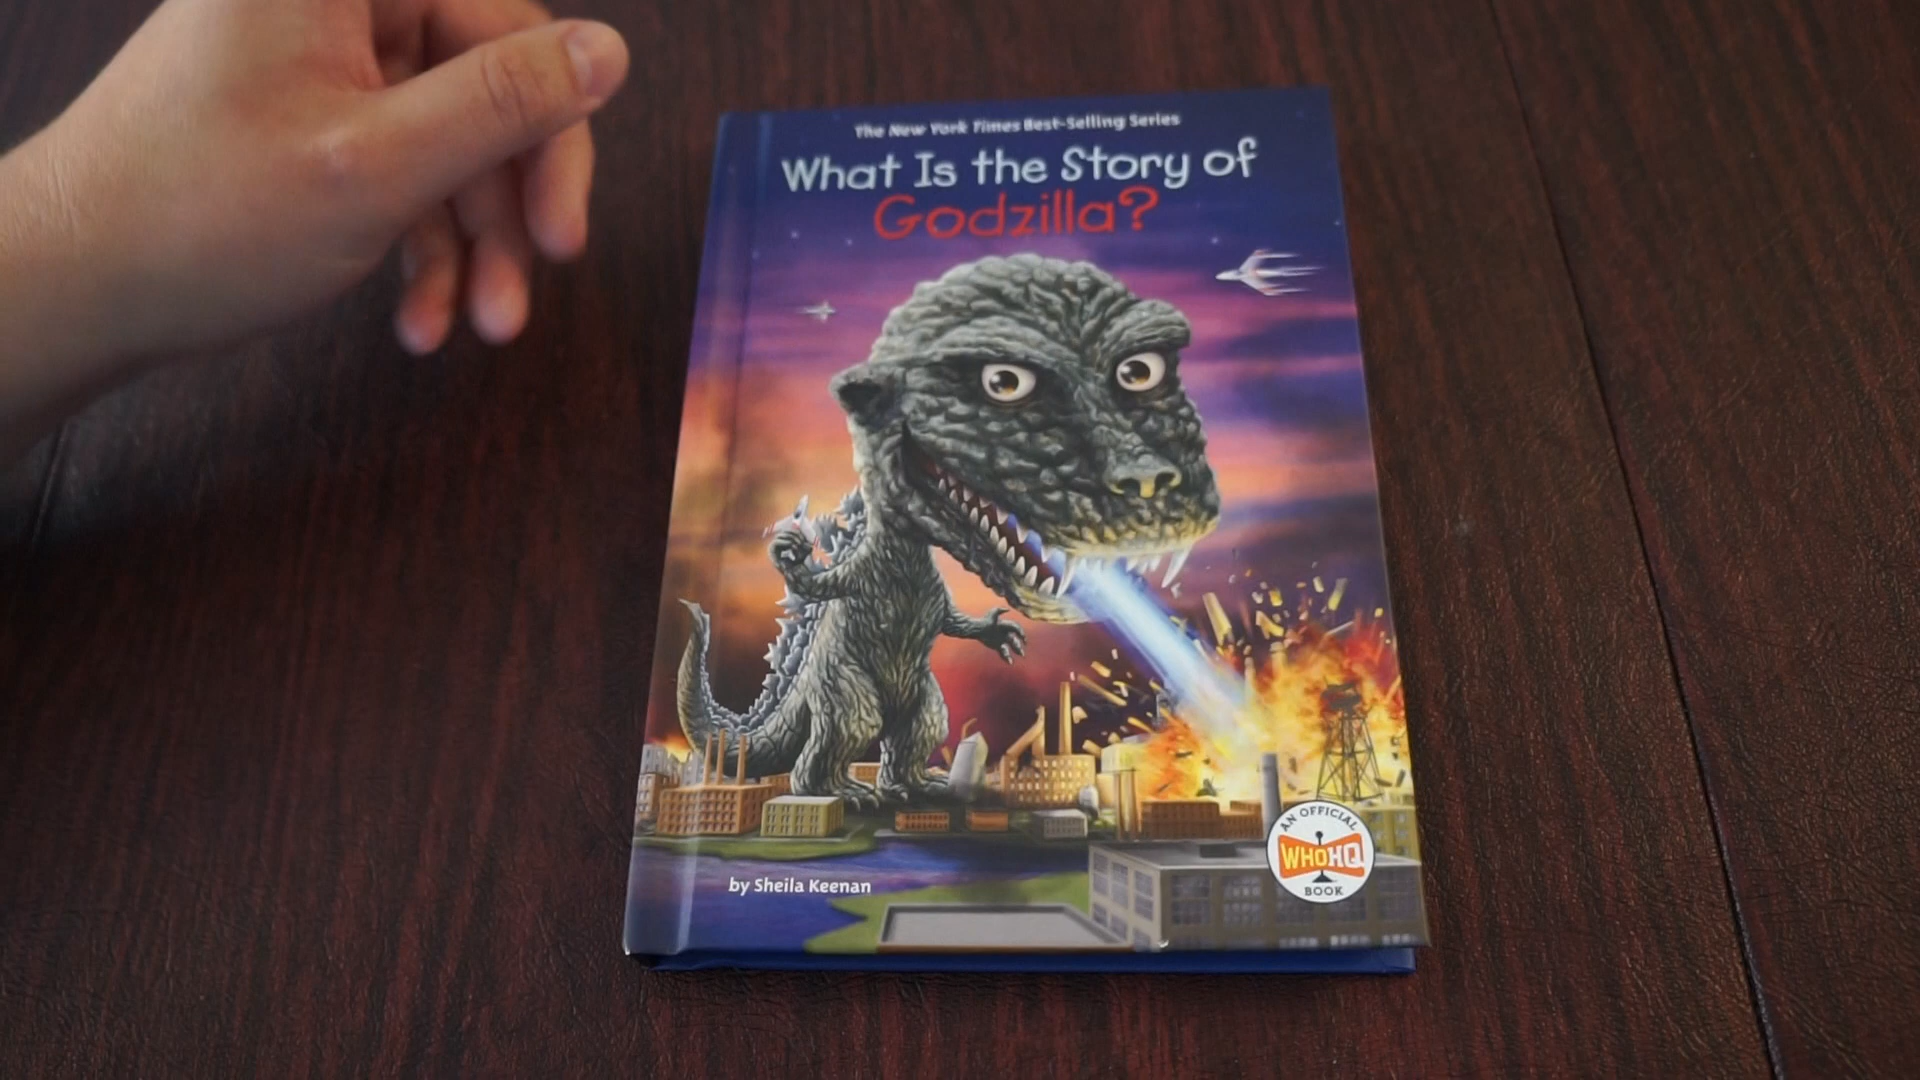 The New York Times Best-Selling Series
What Is the Story of
Godzilla?
by Sheila Keenan
AN OFFICIAL
WHOHQ
BOOK